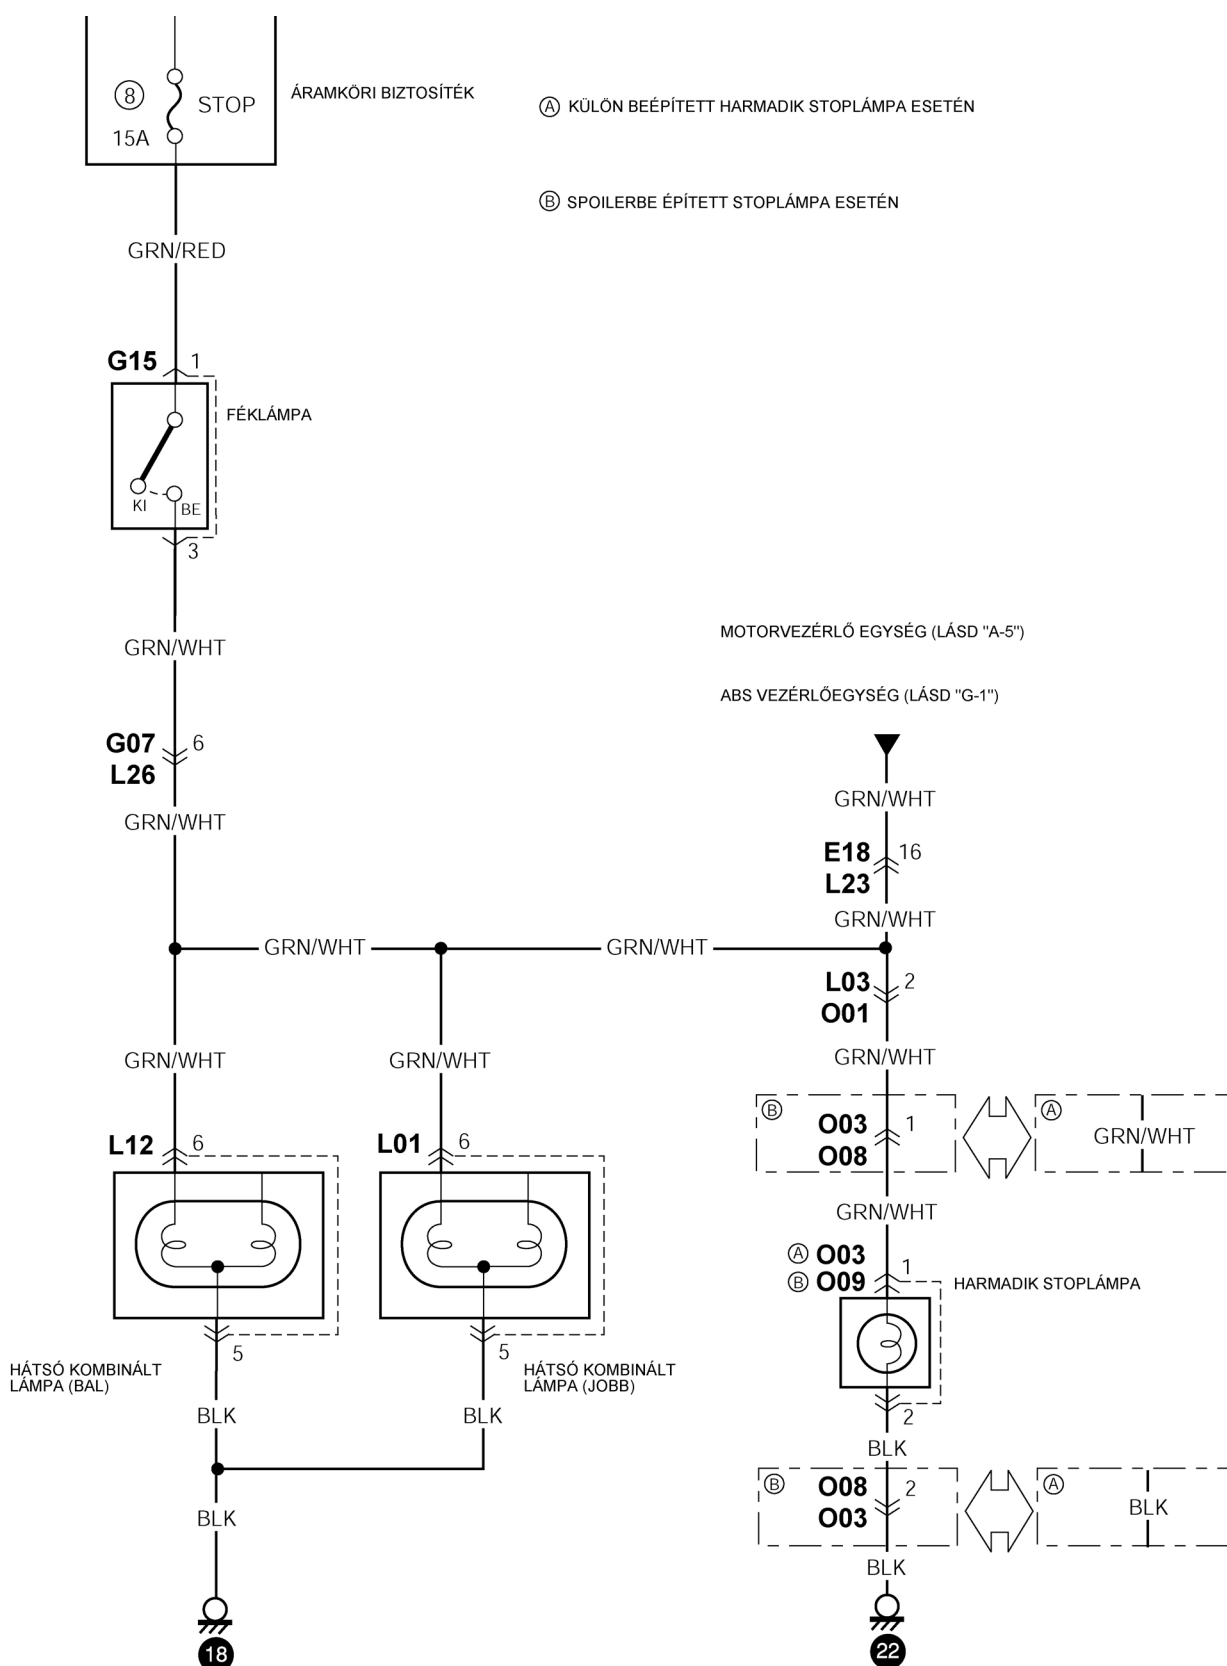 8
STOP
15A
ÁRAMKÖRI BIZTOSÍTÉK
A KÜLÖN BEÉPÍTETT HARMADIK STOPLÁMPA ESETÉN
B SPOILERBE ÉPÍTETT STOPLÁMPA ESETÉN
GRN/RED
G15 1
FÉKLÁMPA
KI
BE
3
GRN/WHT
MOTORVEZÉRLŐ EGYSÉG (LÁSD "A-5")
ABS VEZÉRLŐEGYSÉG (LÁSD "G-1")
G07 6
L26
GRN/WHT
GRN/WHT
E18 16
L23
GRN/WHT
GRN/WHT
GRN/WHT
L03 2
O01
GRN/WHT
GRN/WHT
GRN/WHT
B
O03 1
O08
A
GRN/WHT
L12 6
L01 6
GRN/WHT
A O03 1
B O09
HARMADIK STOPLÁMPA
5
5
HÁTSÓ KOMBINÁLT
LÁMPA (BAL)
HÁTSÓ KOMBINÁLT
LÁMPA (JOBB)
BLK
BLK
2
BLK
B
O08 2
O03
A
BLK
BLK
BLK
18
22